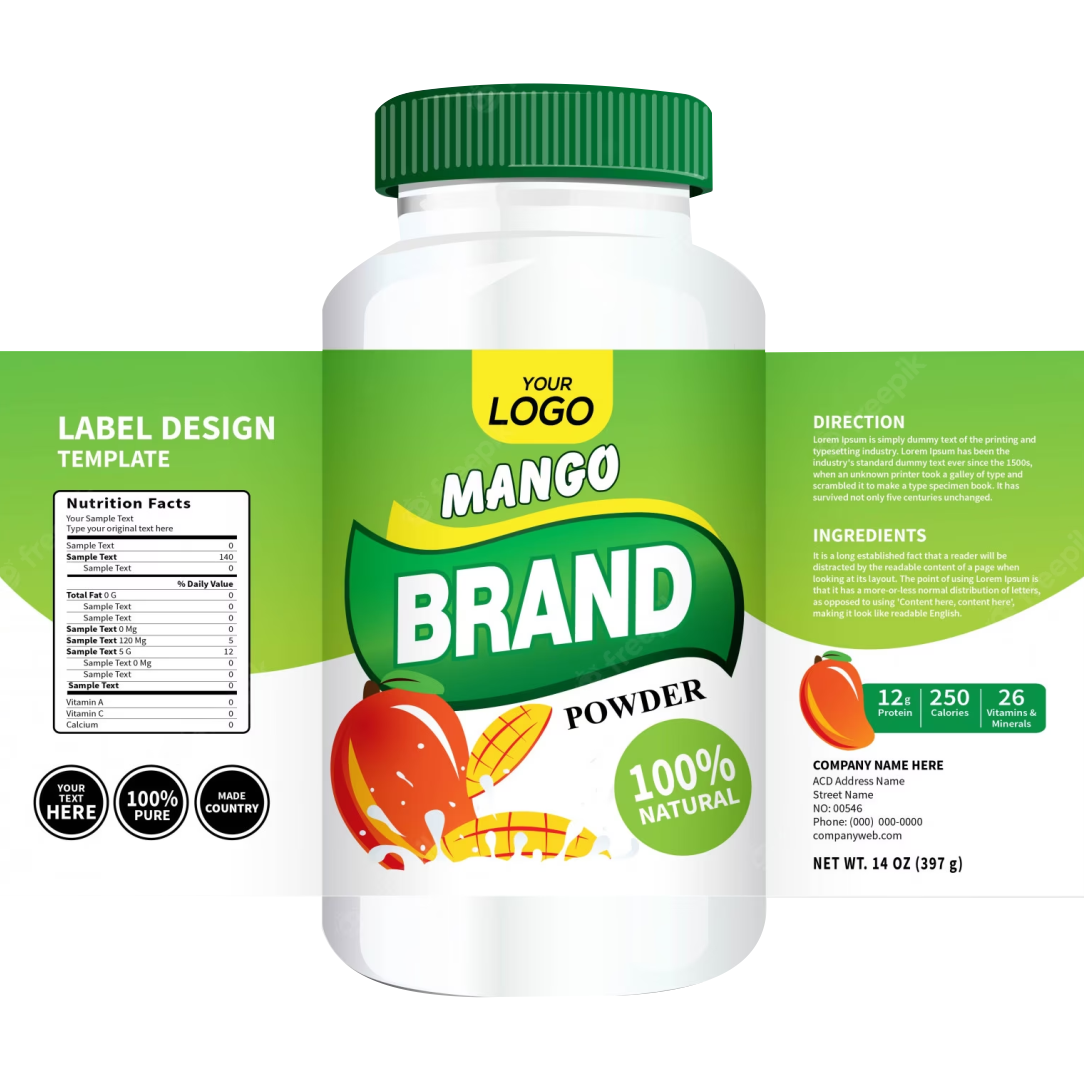 YOUR
LOGO
MANGO
BRAND
POWDER
100%
NATURAL
LABEL DESIGN
TEMPLATE
Nutrition Facts
Your Sample Text
Type your original text here
Sample Text 0
Sample Text 140
Sample Text 0
% Daily Value
Total Fat 0 G 0
Sample Text 0
Sample Text 0
Sample Text 0 Mg 0
Sample Text 120 Mg 5
Sample Text 5 G 12
Sample Text 0 Mg 0
Sample Text 0
Sample Text 0
Vitamin A 0
Vitamin C 0
Calcium 0
YOUR
TEXT
HERE
100%
PURE
MADE
COUNTRY
DIRECTION
Lorem Ipsum is simply dummy text of the printing and
typesetting industry. Lorem Ipsum has been the
industry's standard dummy text ever since the 1500s,
when an unknown printer took a galley of type and
scrambled it to make a type specimen book. It has
survived not only five centuries unchanged.
INGREDIENTS
It is a long established fact that a reader will be
distracted by the readable content of a page when
looking at its layout. The point of using Lorem Ipsum is
that it has a more-or-less normal distribution of letters,
as opposed to using 'Content here, content here',
making it look like readable English.
12g
Protein
250
Calories
26
Vitamins &
Minerals
COMPANY NAME HERE
ACD Address Name
Street Name
NO: 00546
Phone: (000) 000-0000
companyweb.com
NET WT. 14 OZ (397 g)
freepik